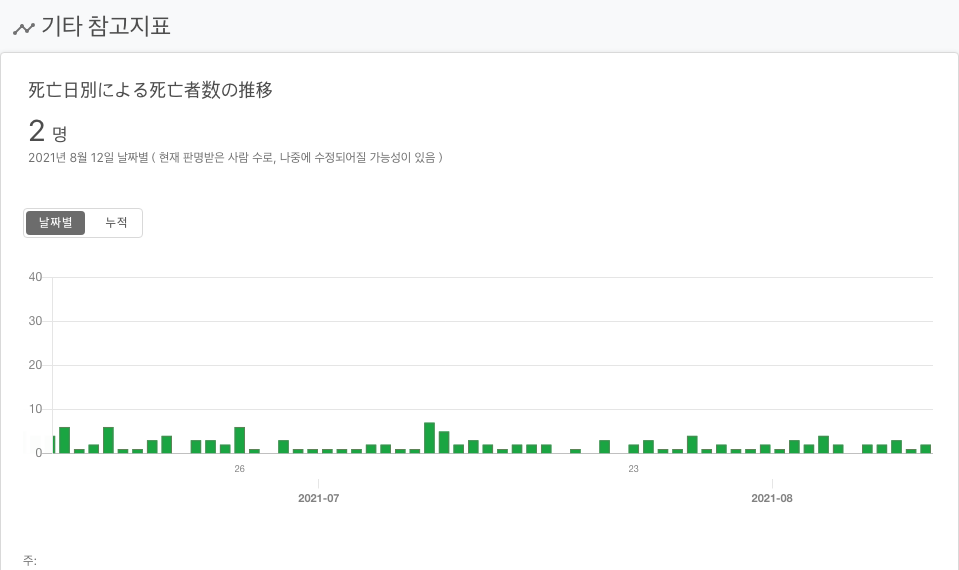 기타 참고지표
死亡日別による死亡者数の推移
2 명
2021년 8월 12일 날짜별 ( 현재 판명받은 사람 수로, 나중에 수정되어질 가능성이 있음 )
날짜별 누적
40
30
20
10
0
26 23
2021-07 2021-08
주: